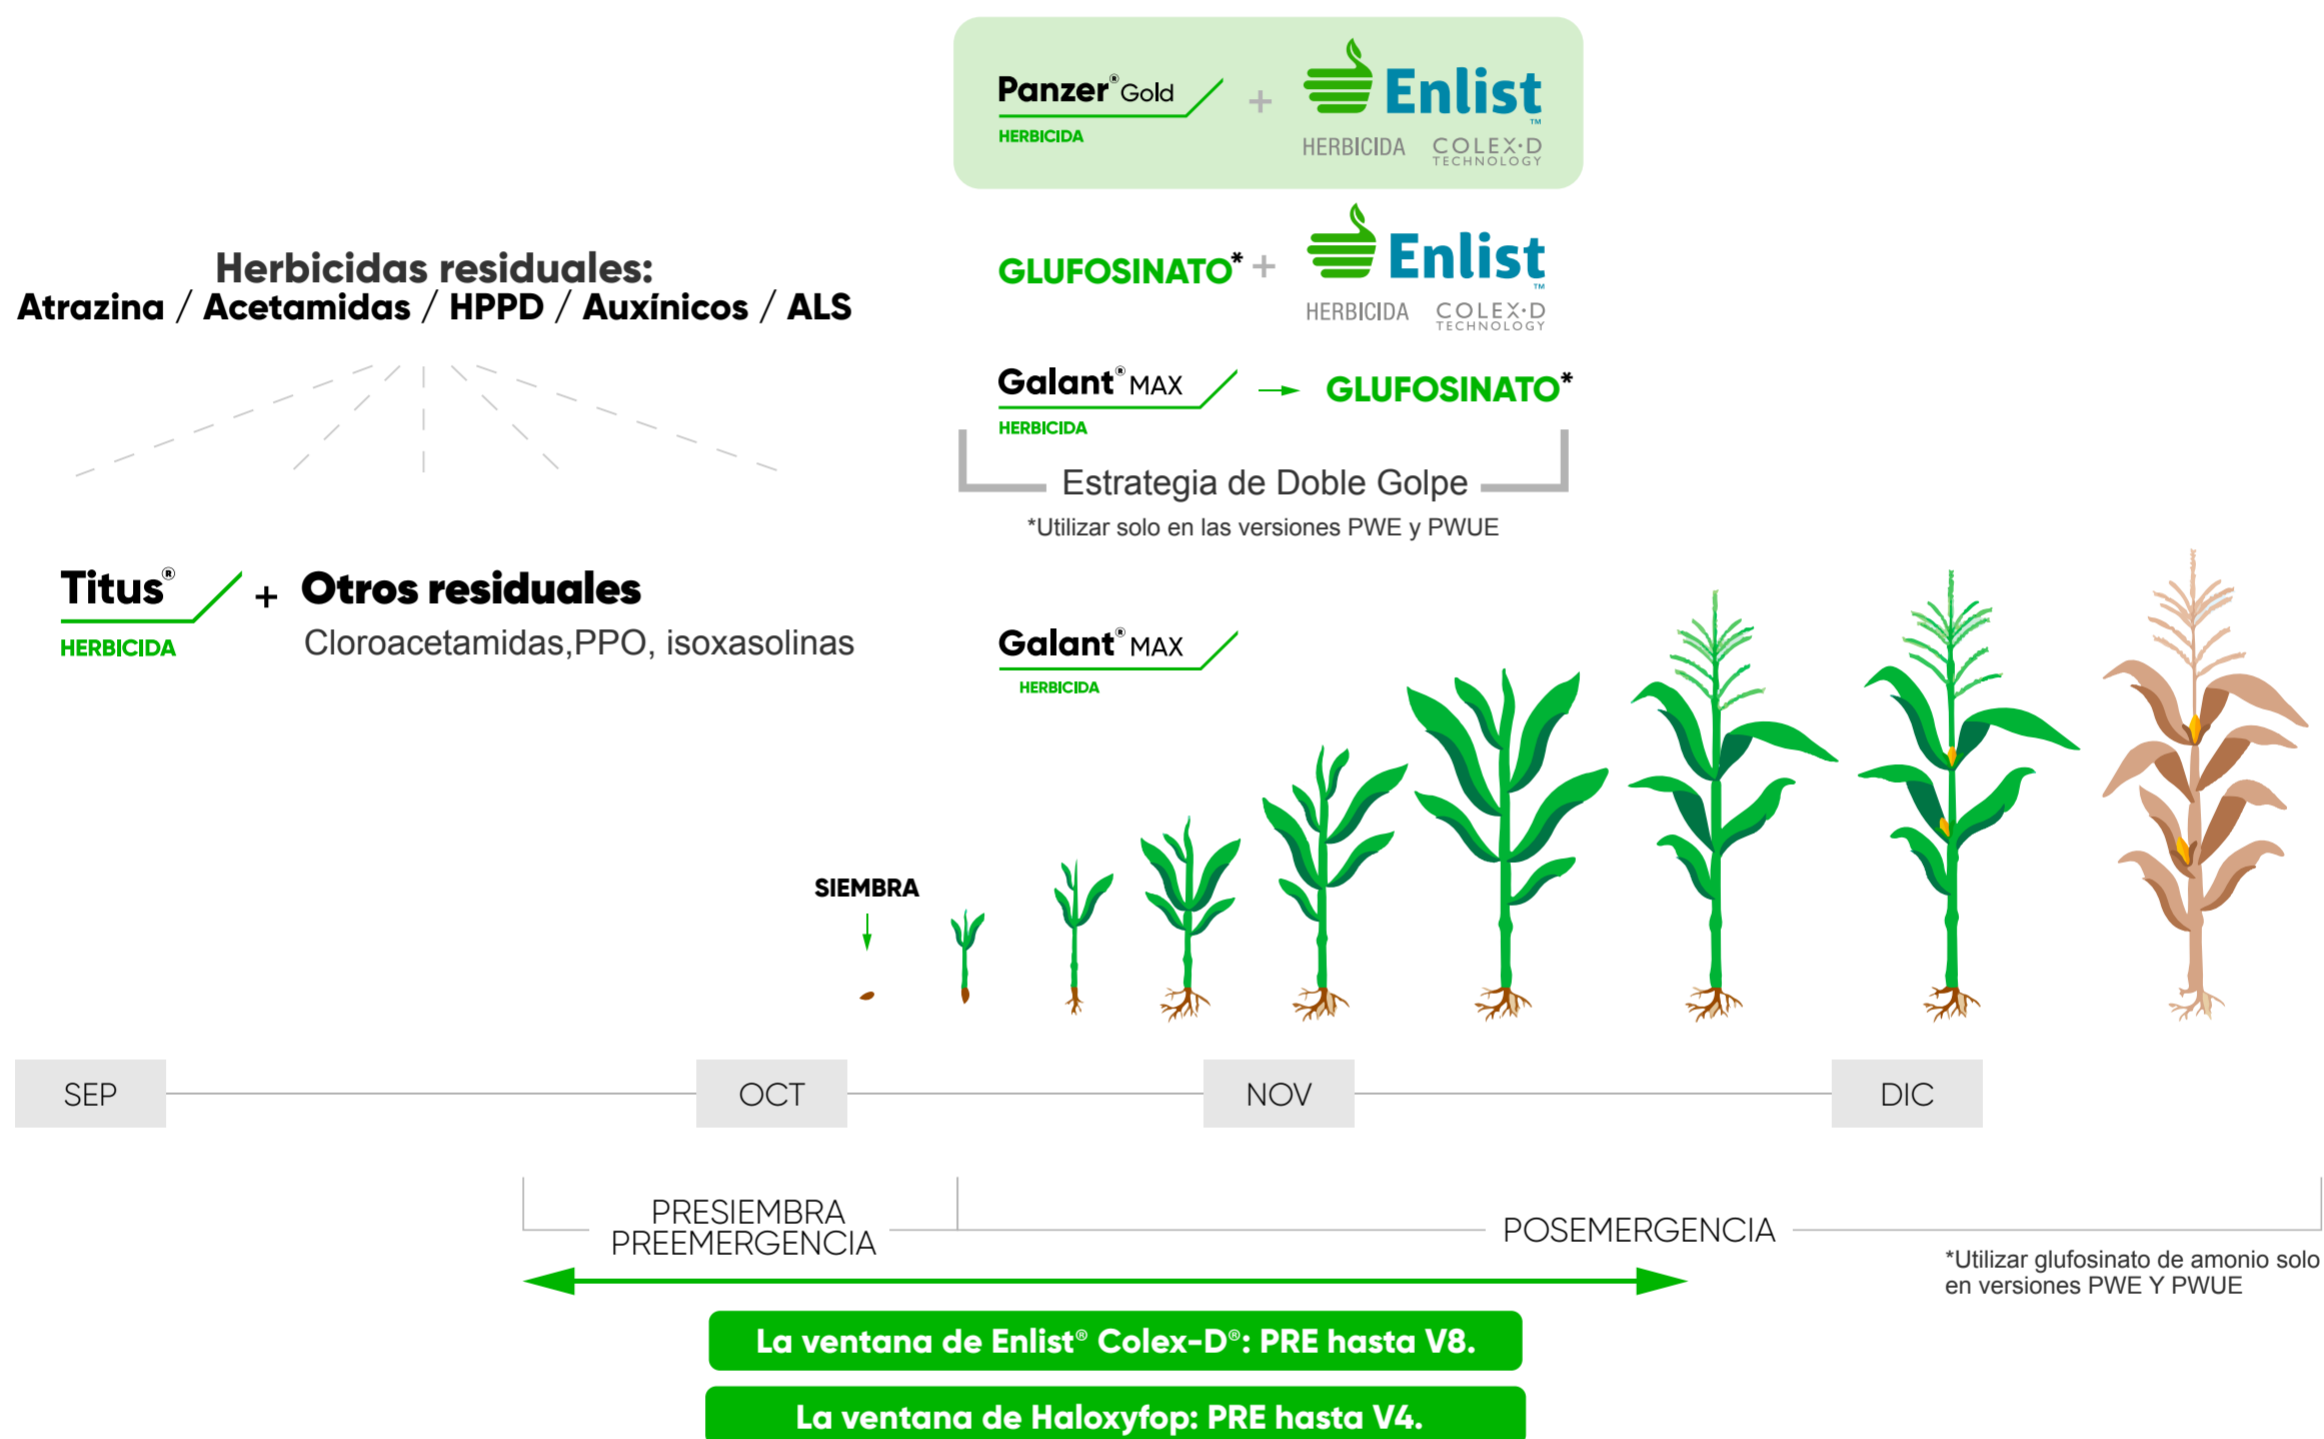 Panzer® Gold
HERBICIDA
+
Enlist™
HERBICIDA COLEX·D
TECHNOLOGY
Herbicidas residuales:
Atrazina / Acetamidas / HPPD / Auxínicos / ALS
GLUFOSINATO* +
Enlist™
HERBICIDA COLEX·D
TECHNOLOGY
Galant® MAX
HERBICIDA
GLUFOSINATO*
Estrategia de Doble Golpe
*Utilizar solo en las versiones PWE y PWUE
Titus®
HERBICIDA
+ Otros residuales
Cloroacetamidas,PPO, isoxasolinas
Galant® MAX
HERBICIDA
SIEMBRA
SEP OCT NOV DIC
PRESIEMBRA
PREEMERGENCIA
POSEMERGENCIA
*Utilizar glufosinato de amonio solo
en versiones PWE Y PWUE
La ventana de Enlist® Colex-D®: PRE hasta V8.
La ventana de Haloxyfop: PRE hasta V4.